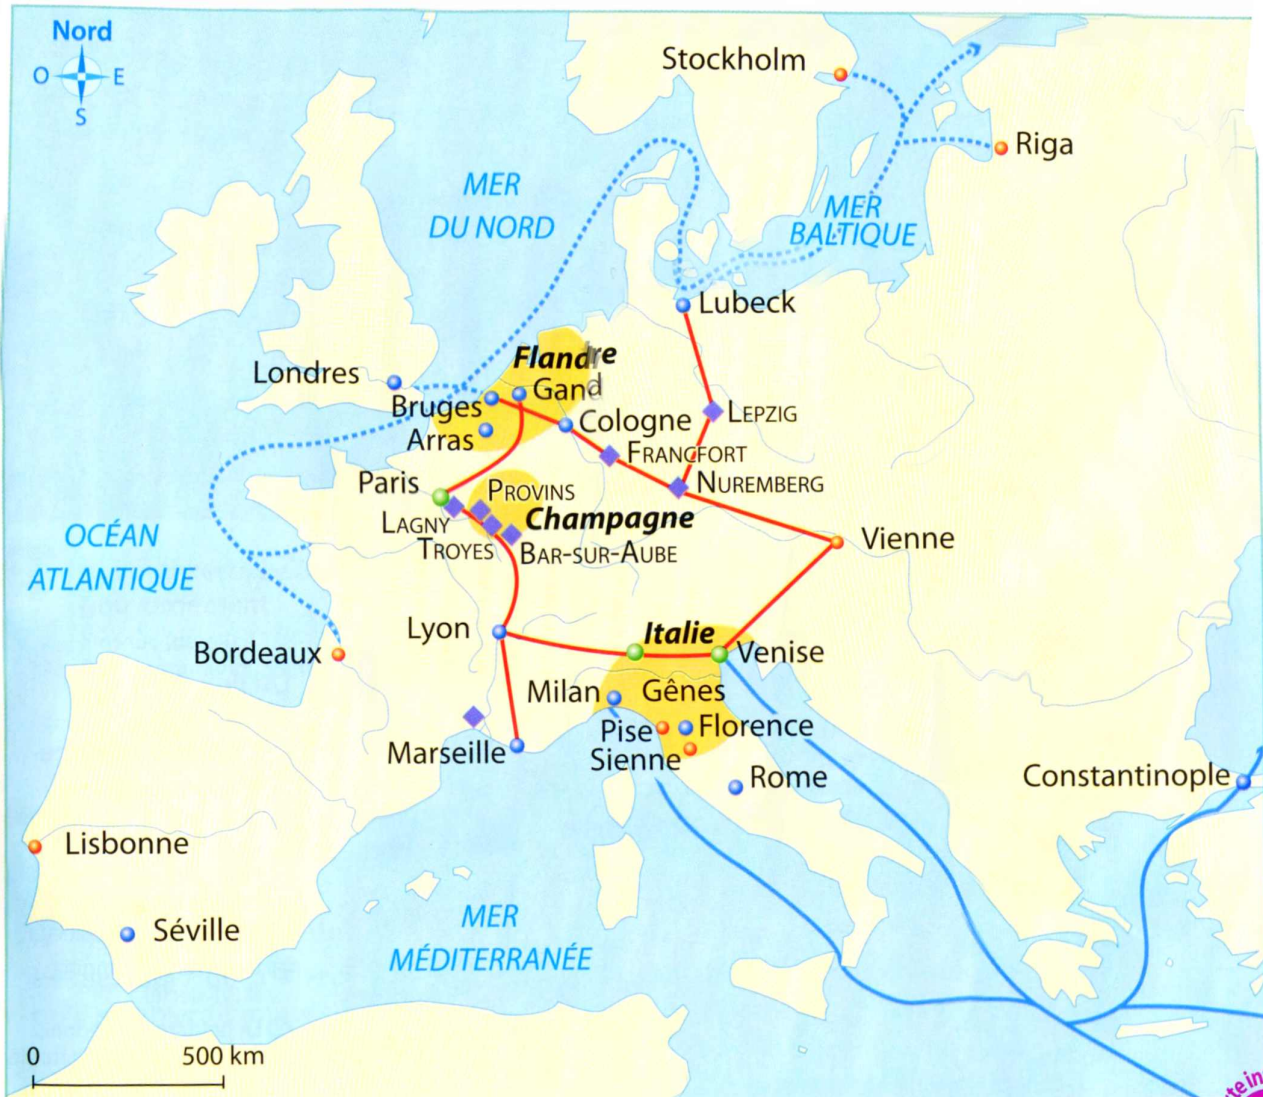 Nord
O E
S
Stockholm
Riga
MER
DU NORD
MER
BALTIQUE
Lubeck
Londres
Flandre
Gand
Bruges
Cologne
LEPZIG
Arras
FRANCFORT
Paris
PROVINS
NUREMBERG
LAGNY
Champagne
TROYES
BAR-SUR-AUBE
Vienne
OCÉAN
ATLANTIQUE
Lyon
Italie
Bordeaux
Venise
Milan
Gênes
Pise
Florence
Marseille
Sienne
Rome
Constantinople
Lisbonne
Séville
MER
MÉDITERRANÉE
0 500 km